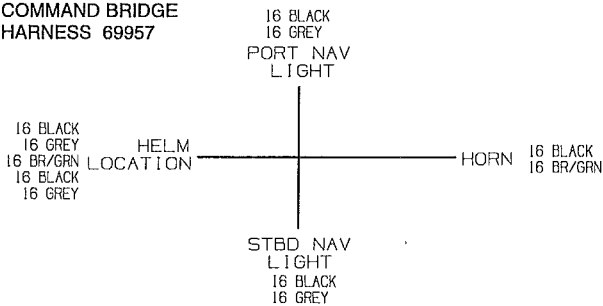 COMMAND BRIDGE
HARNESS 69957
16 BLACK
16 GREY
PORT NAV
LIGHT
16 BLACK
16 GREY
16 BR/GRN
16 BLACK
16 GREY
HELM
LOCATION
HORN
16 BLACK
16 BR/GRN
STBD NAV
LIGHT
16 BLACK
16 GREY